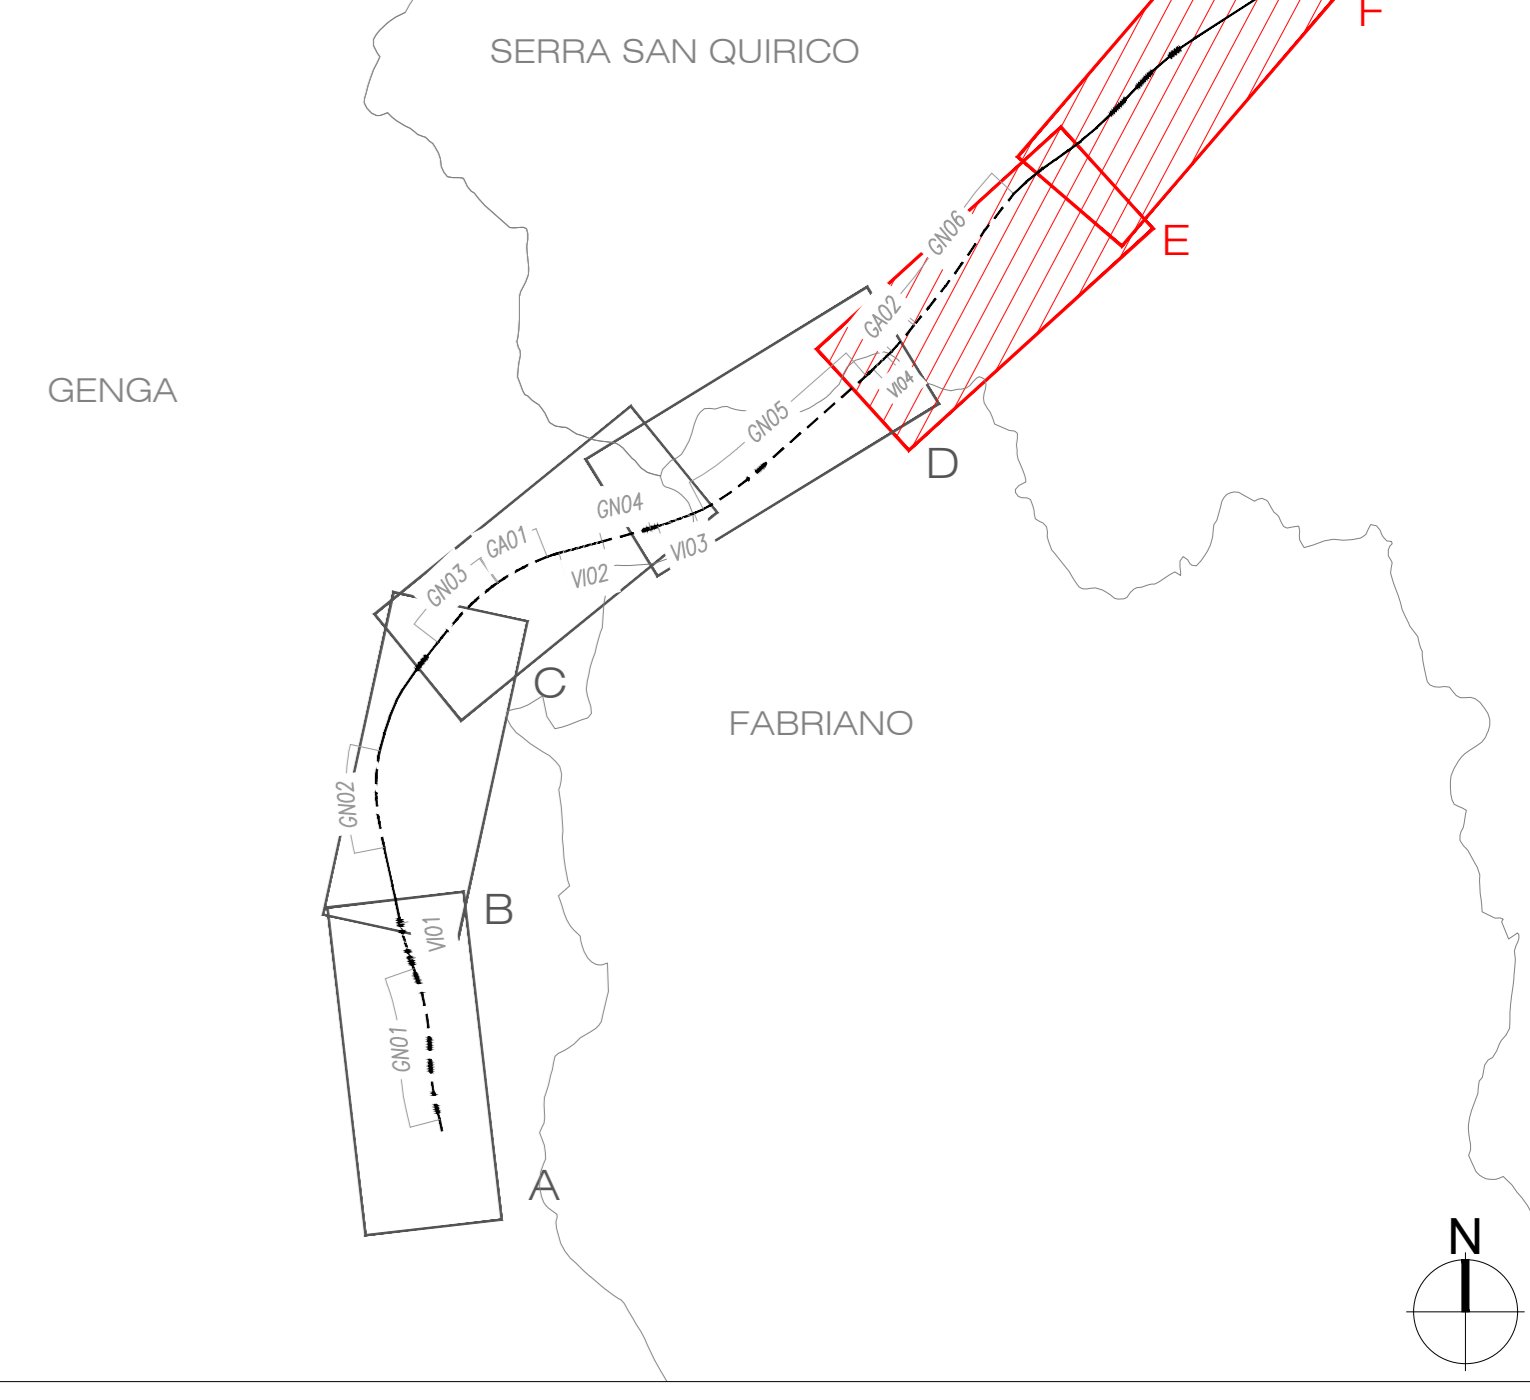 F
SERRA SAN QUIRICO
GN06
E
GA02
GENGA
VI04
GN05
D
GN04
GA01
VI03
VI02
GN03
C
FABRIANO
GN02
B
VI01
GN01
A
N